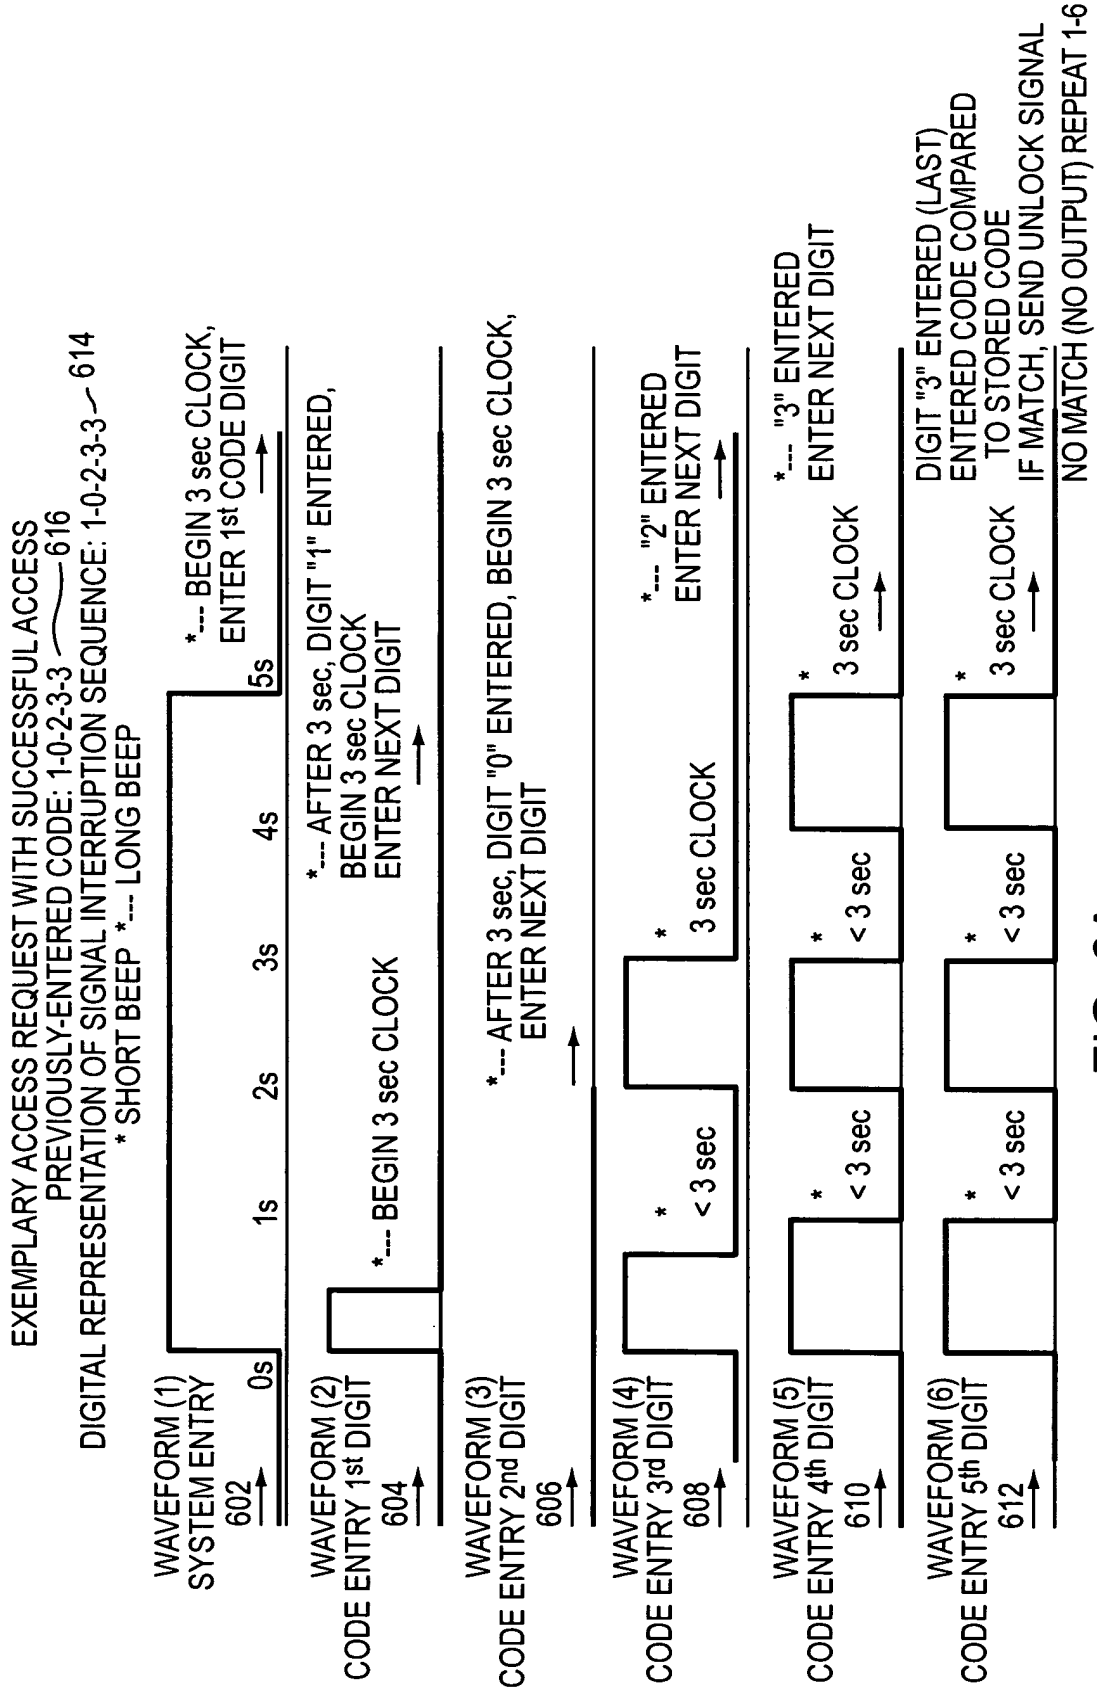 EXEMPLARY ACCESS REQUEST WITH SUCCESSFUL ACCESS
PREVIOUSLY-ENTERED CODE: 1-0-2-3-3 616
DIGITAL REPRESENTATION OF SIGNAL INTERRUPTION SEQUENCE: 1-0-2-3-3 614
* SHORT BEEP *--- LONG BEEP
WAVEFORM (1)
SYSTEM ENTRY
602
0s
1s
2s
3s
4s
5s
*--- BEGIN 3 sec CLOCK,
ENTER 1st CODE DIGIT
WAVEFORM (2)
CODE ENTRY 1st DIGIT
604
*--- BEGIN 3 sec CLOCK
*--- AFTER 3 sec, DIGIT "1" ENTERED,
BEGIN 3 sec CLOCK
ENTER NEXT DIGIT
WAVEFORM (3)
CODE ENTRY 2nd DIGIT
606
*--- AFTER 3 sec, DIGIT "0" ENTERED, BEGIN 3 sec CLOCK,
ENTER NEXT DIGIT
WAVEFORM (4)
CODE ENTRY 3rd DIGIT
608
*
< 3 sec
*
3 sec CLOCK
*--- "2" ENTERED
ENTER NEXT DIGIT
WAVEFORM (5)
CODE ENTRY 4th DIGIT
610
*
< 3 sec
*
< 3 sec
*
3 sec CLOCK
*--- "3" ENTERED
ENTER NEXT DIGIT
WAVEFORM (6)
CODE ENTRY 5th DIGIT
612
*
< 3 sec
*
< 3 sec
*
3 sec CLOCK
DIGIT "3" ENTERED (LAST)
ENTERED CODE COMPARED
TO STORED CODE
IF MATCH, SEND UNLOCK SIGNAL
NO MATCH (NO OUTPUT) REPEAT 1-6